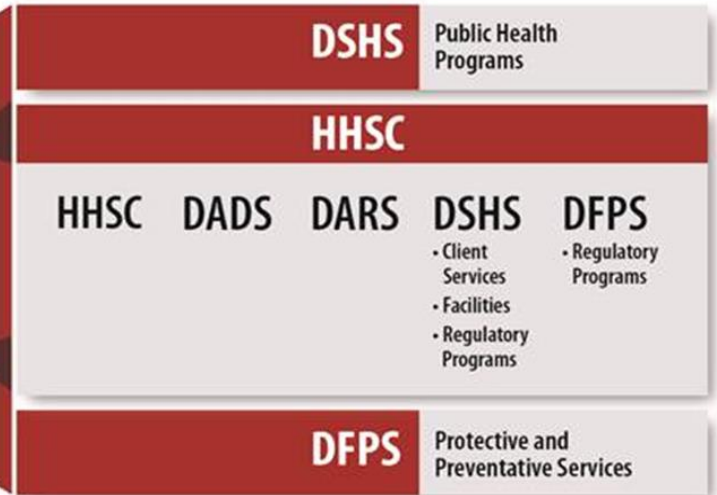 DSHS
Public Health
Programs
HHSC
HHSC DADS DARS DSHS DFPS
• Client
Services
• Facilities
• Regulatory
Programs
• Regulatory
Programs
DFPS
Protective and
Preventative Services